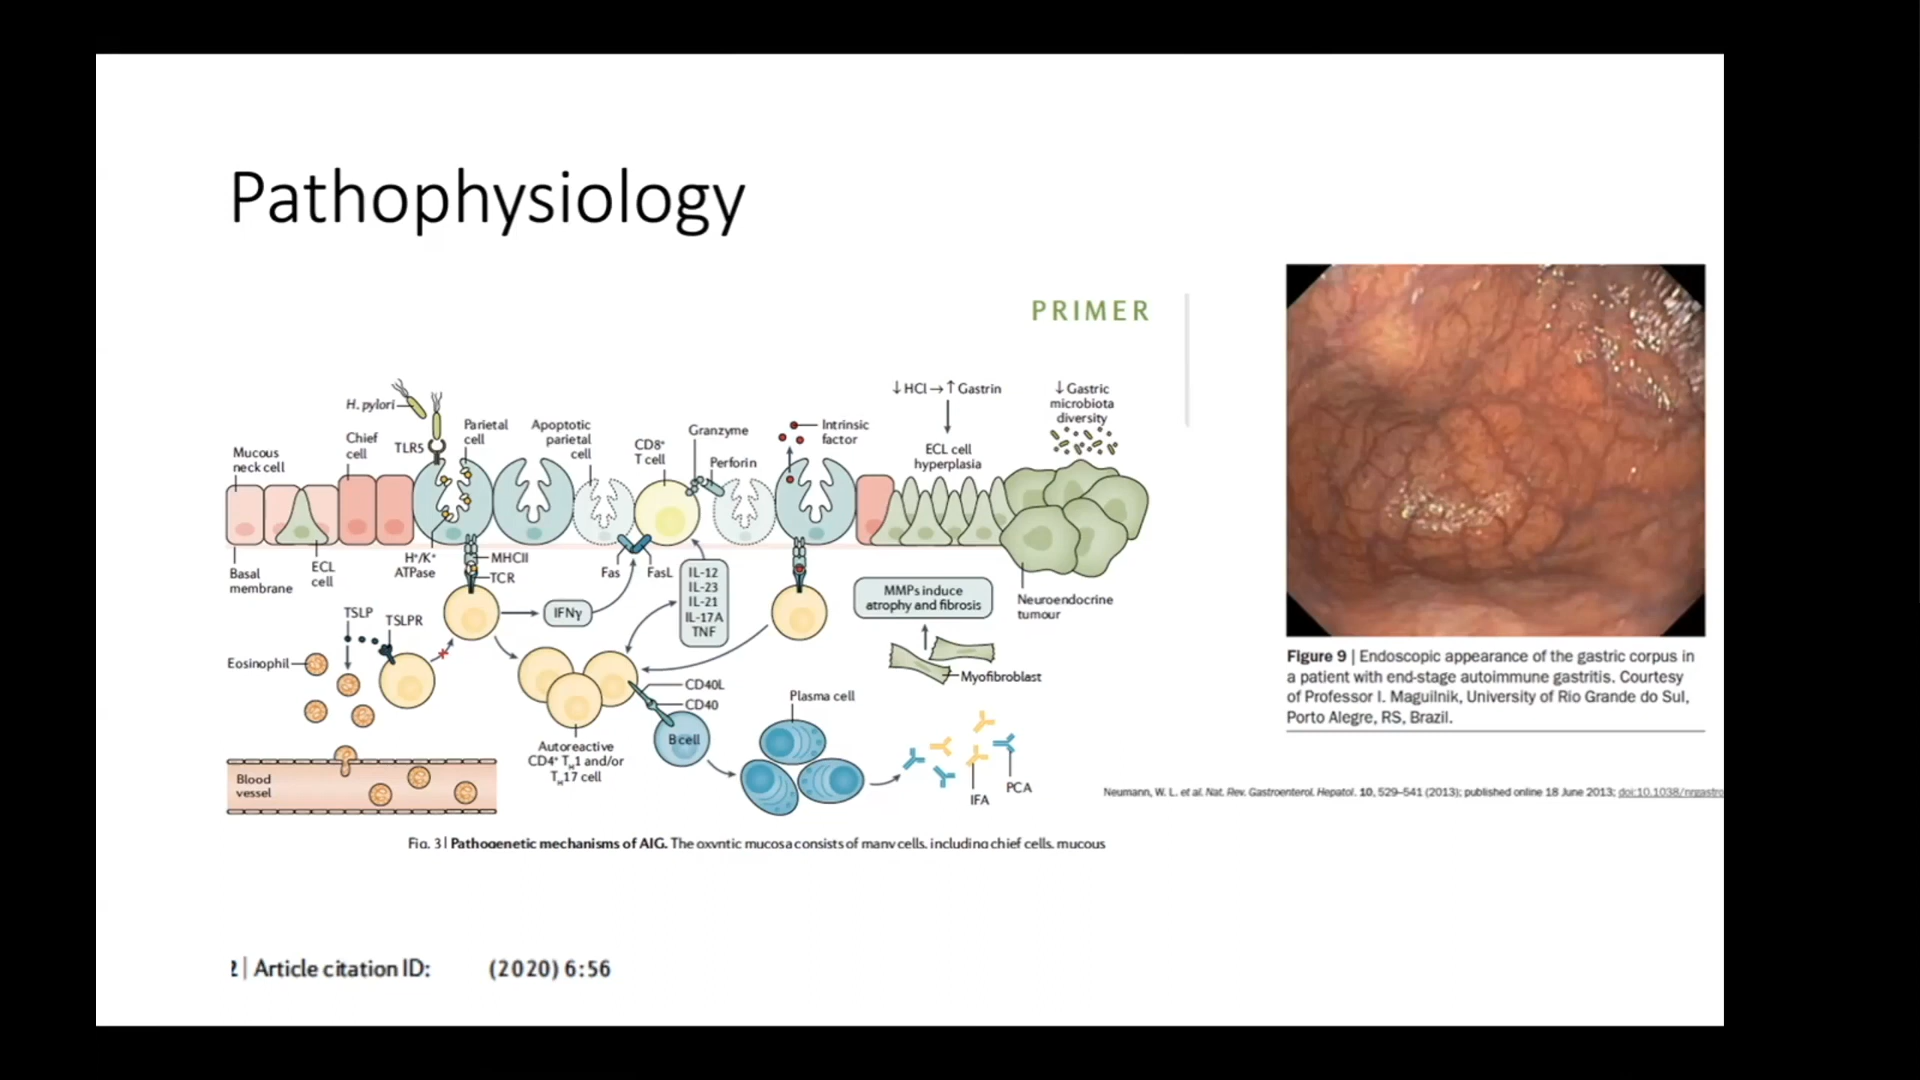 Pathophysiology
PRIMER
H. pylori
TLR5
Parietal
cell
Apoptotic
parietal
cell
CD8⁺
T cell
Granzyme
Perforin
Intrinsic
factor
↓HCl→↑Gastrin
ECL cell
hyperplasia
↓Gastric
microbiota
diversity
Mucous
neck cell
Chief
cell
Basal
membrane
ECL
cell
H⁺/K⁺
ATPase
MHCII
TCR
Fas
FasL
IL-12
IL-23
IL-21
IL-17A
TNF
IFNγ
MMPs induce
atrophy and fibrosis
Neuroendocrine
tumour
TSLP
TSLPR
Eosinophil
Myofibroblast
CD40L
CD40
B cell
Plasma cell
Autoreactive
CD4⁺ TH1 and/or
TH17 cell
Blood
vessel
IFA
PCA
Fig. 3| Pathogenetic mechanisms of AIG. The oxyntic mucosa consists of many cells, including chief cells, mucous
Figure 9 | Endoscopic appearance of the gastric corpus in
a patient with end-stage autoimmune gastritis. Courtesy
of Professor I. Maguilnik, University of Rio Grande do Sul,
Porto Alegre, RS, Brazil.
Neumann, W. L. et al. Nat. Rev. Gastroenterol. Hepatol. 10, 529–541 (2013); published online 18 June 2013; doi:10.1038/nrgastro
2 | Article citation ID: (2020) 6:56